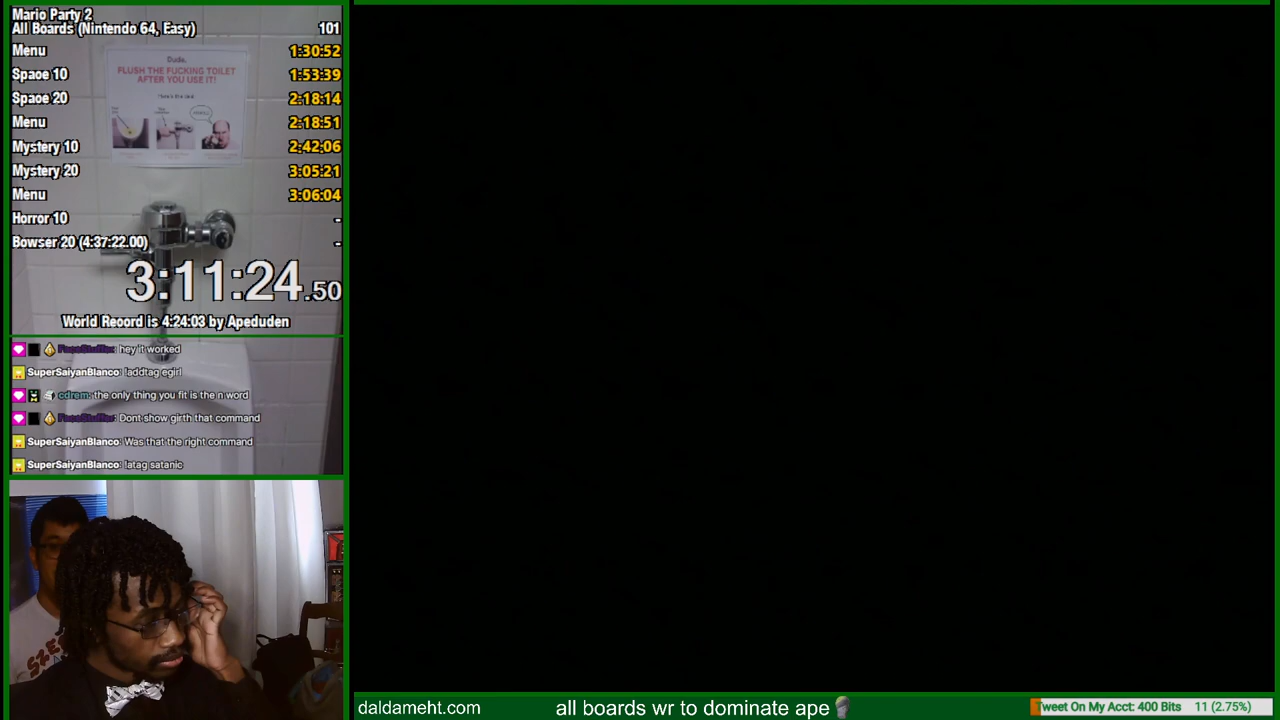 Mario Party 2
All Boards (Nintendo 64, Easy) 101
Menu 1:30:52
Space 10 1:53:39
Space 20 2:18:14
Menu 2:18:51
Mystery 10 2:42:06
Mystery 20 3:05:21
Menu 3:06:04
Horror 10 -
Bowser 20 (4:37:22.00) -
3:11:24.50
World Record is 4:24:03 by Apeduden
Dude,
FLUSH THE FUCKING TOILET
AFTER YOU USE IT!
FaceStuffer: hey it worked
SuperSaiyanBlanco: !addtag egirl
cdrem: the only thing you fit is the n word
FaceStuffer: Dont show girth that command
SuperSaiyanBlanco: Was that the right command
SuperSaiyanBlanco: !atag satanic
daldameht.com
all boards wr to dominate ape
Tweet On My Acct: 400 Bits 11 (2.75%)